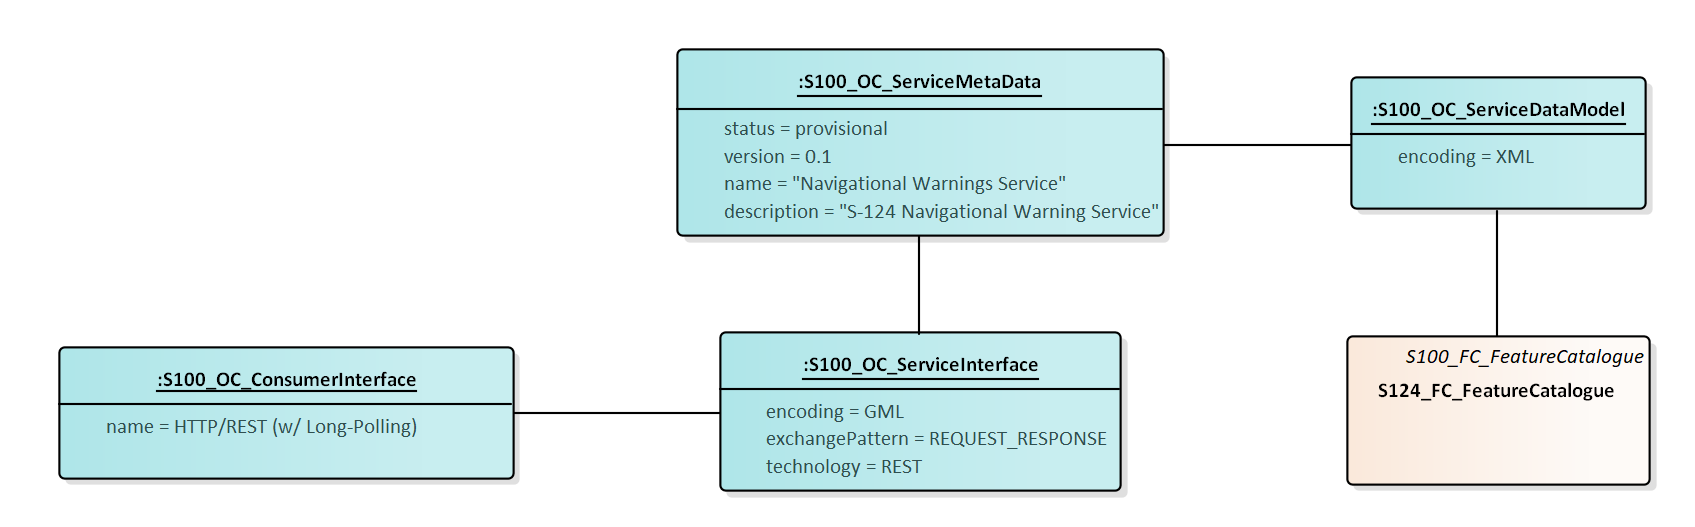 :S100_OC_ServiceMetaData
status = provisional
version = 0.1
name = "Navigational Warnings Service"
description = "S-124 Navigational Warning Service"
:S100_OC_ServiceDataModel
encoding = XML
:S100_OC_ConsumerInterface
name = HTTP/REST (w/ Long-Polling)
:S100_OC_ServiceInterface
encoding = GML
exchangePattern = REQUEST_RESPONSE
technology = REST
S100_FC_FeatureCatalogue
S124_FC_FeatureCatalogue